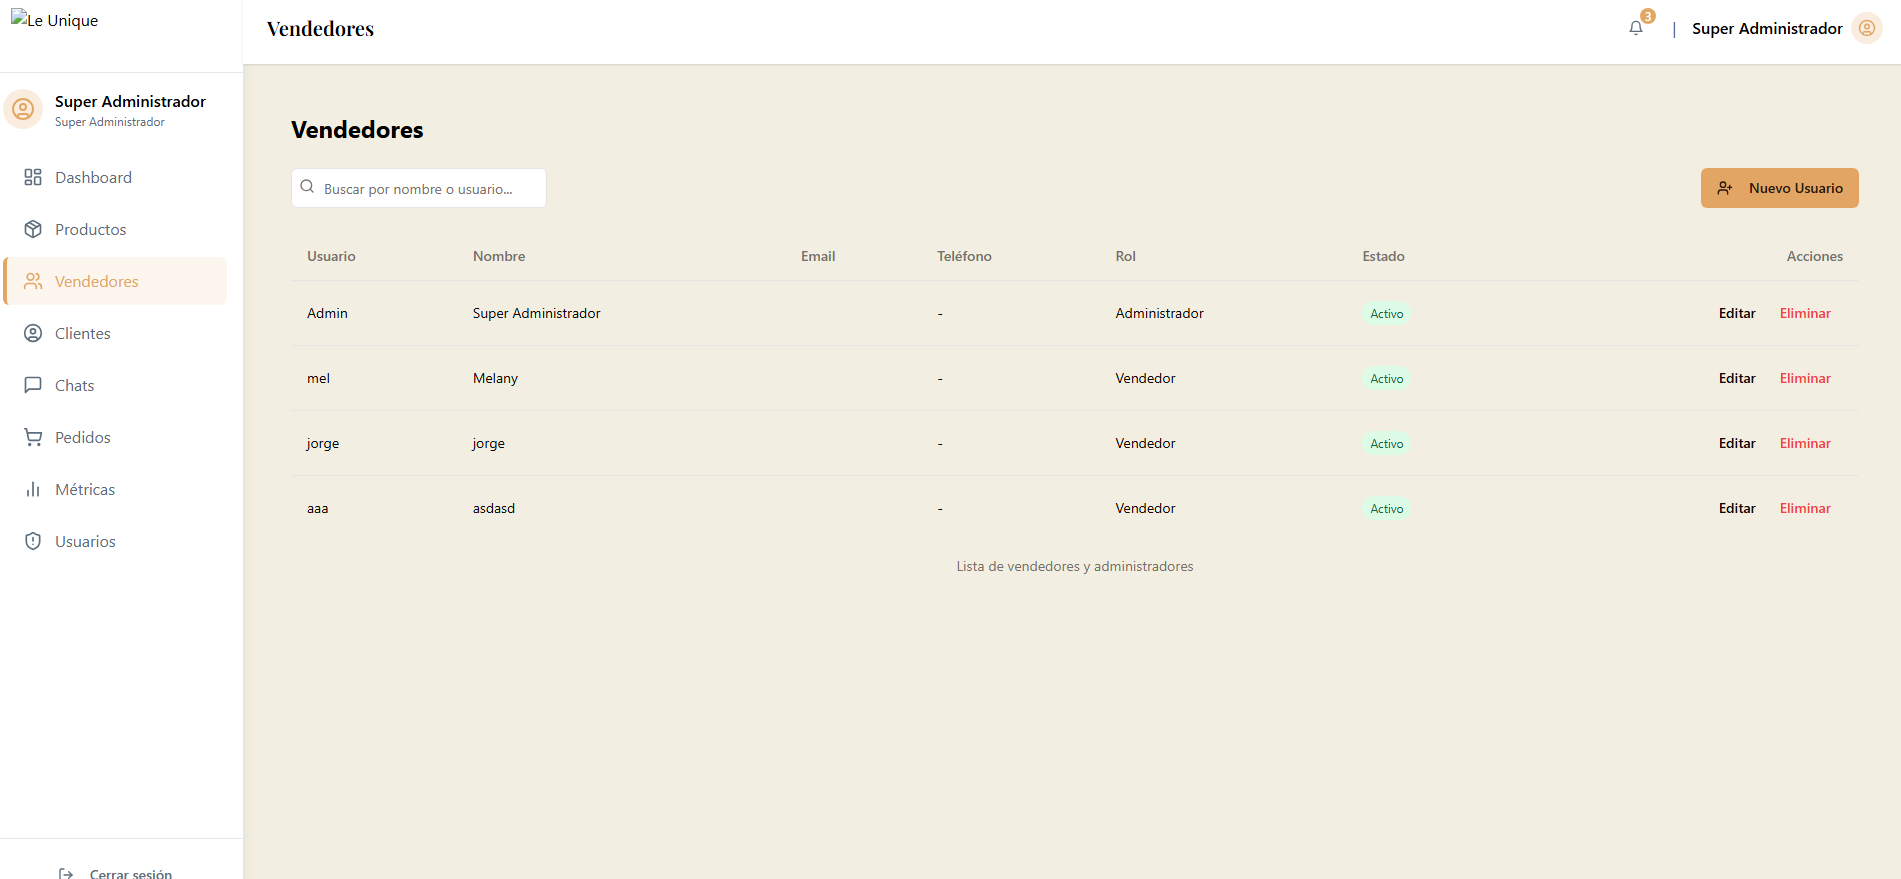 Le Unique
Vendedores
3
|
Super Administrador
Super Administrador
Super Administrador
Dashboard
Productos
Vendedores
Clientes
Chats
Pedidos
Métricas
Usuarios
Cerrar sesión
Vendedores
Buscar por nombre o usuario...
Nuevo Usuario
Usuario Nombre Email Teléfono Rol Estado Acciones
Admin Super Administrador - Administrador Activo Editar Eliminar
mel Melany - Vendedor Activo Editar Eliminar
jorge jorge - Vendedor Activo Editar Eliminar
aaa asdasd - Vendedor Activo Editar Eliminar
Lista de vendedores y administradores